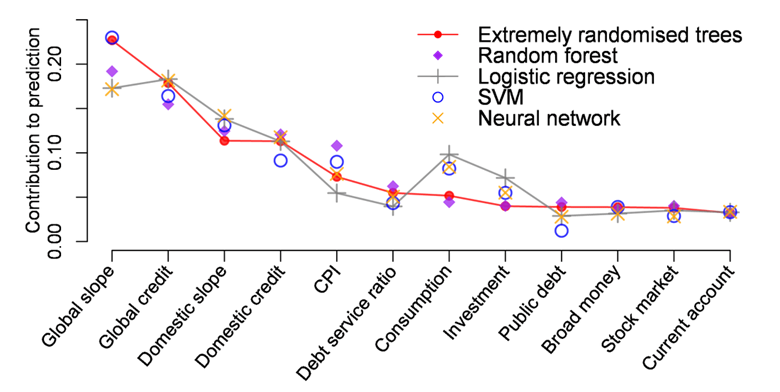 Contribution to prediction
0.20
0.10
0.00
Extremely randomised trees
Random forest
Logistic regression
SVM
Neural network
Global slope
Global credit
Domestic slope
Domestic credit
CPI
Debt service ratio
Consumption
Investment
Public debt
Broad money
Stock market
Current account